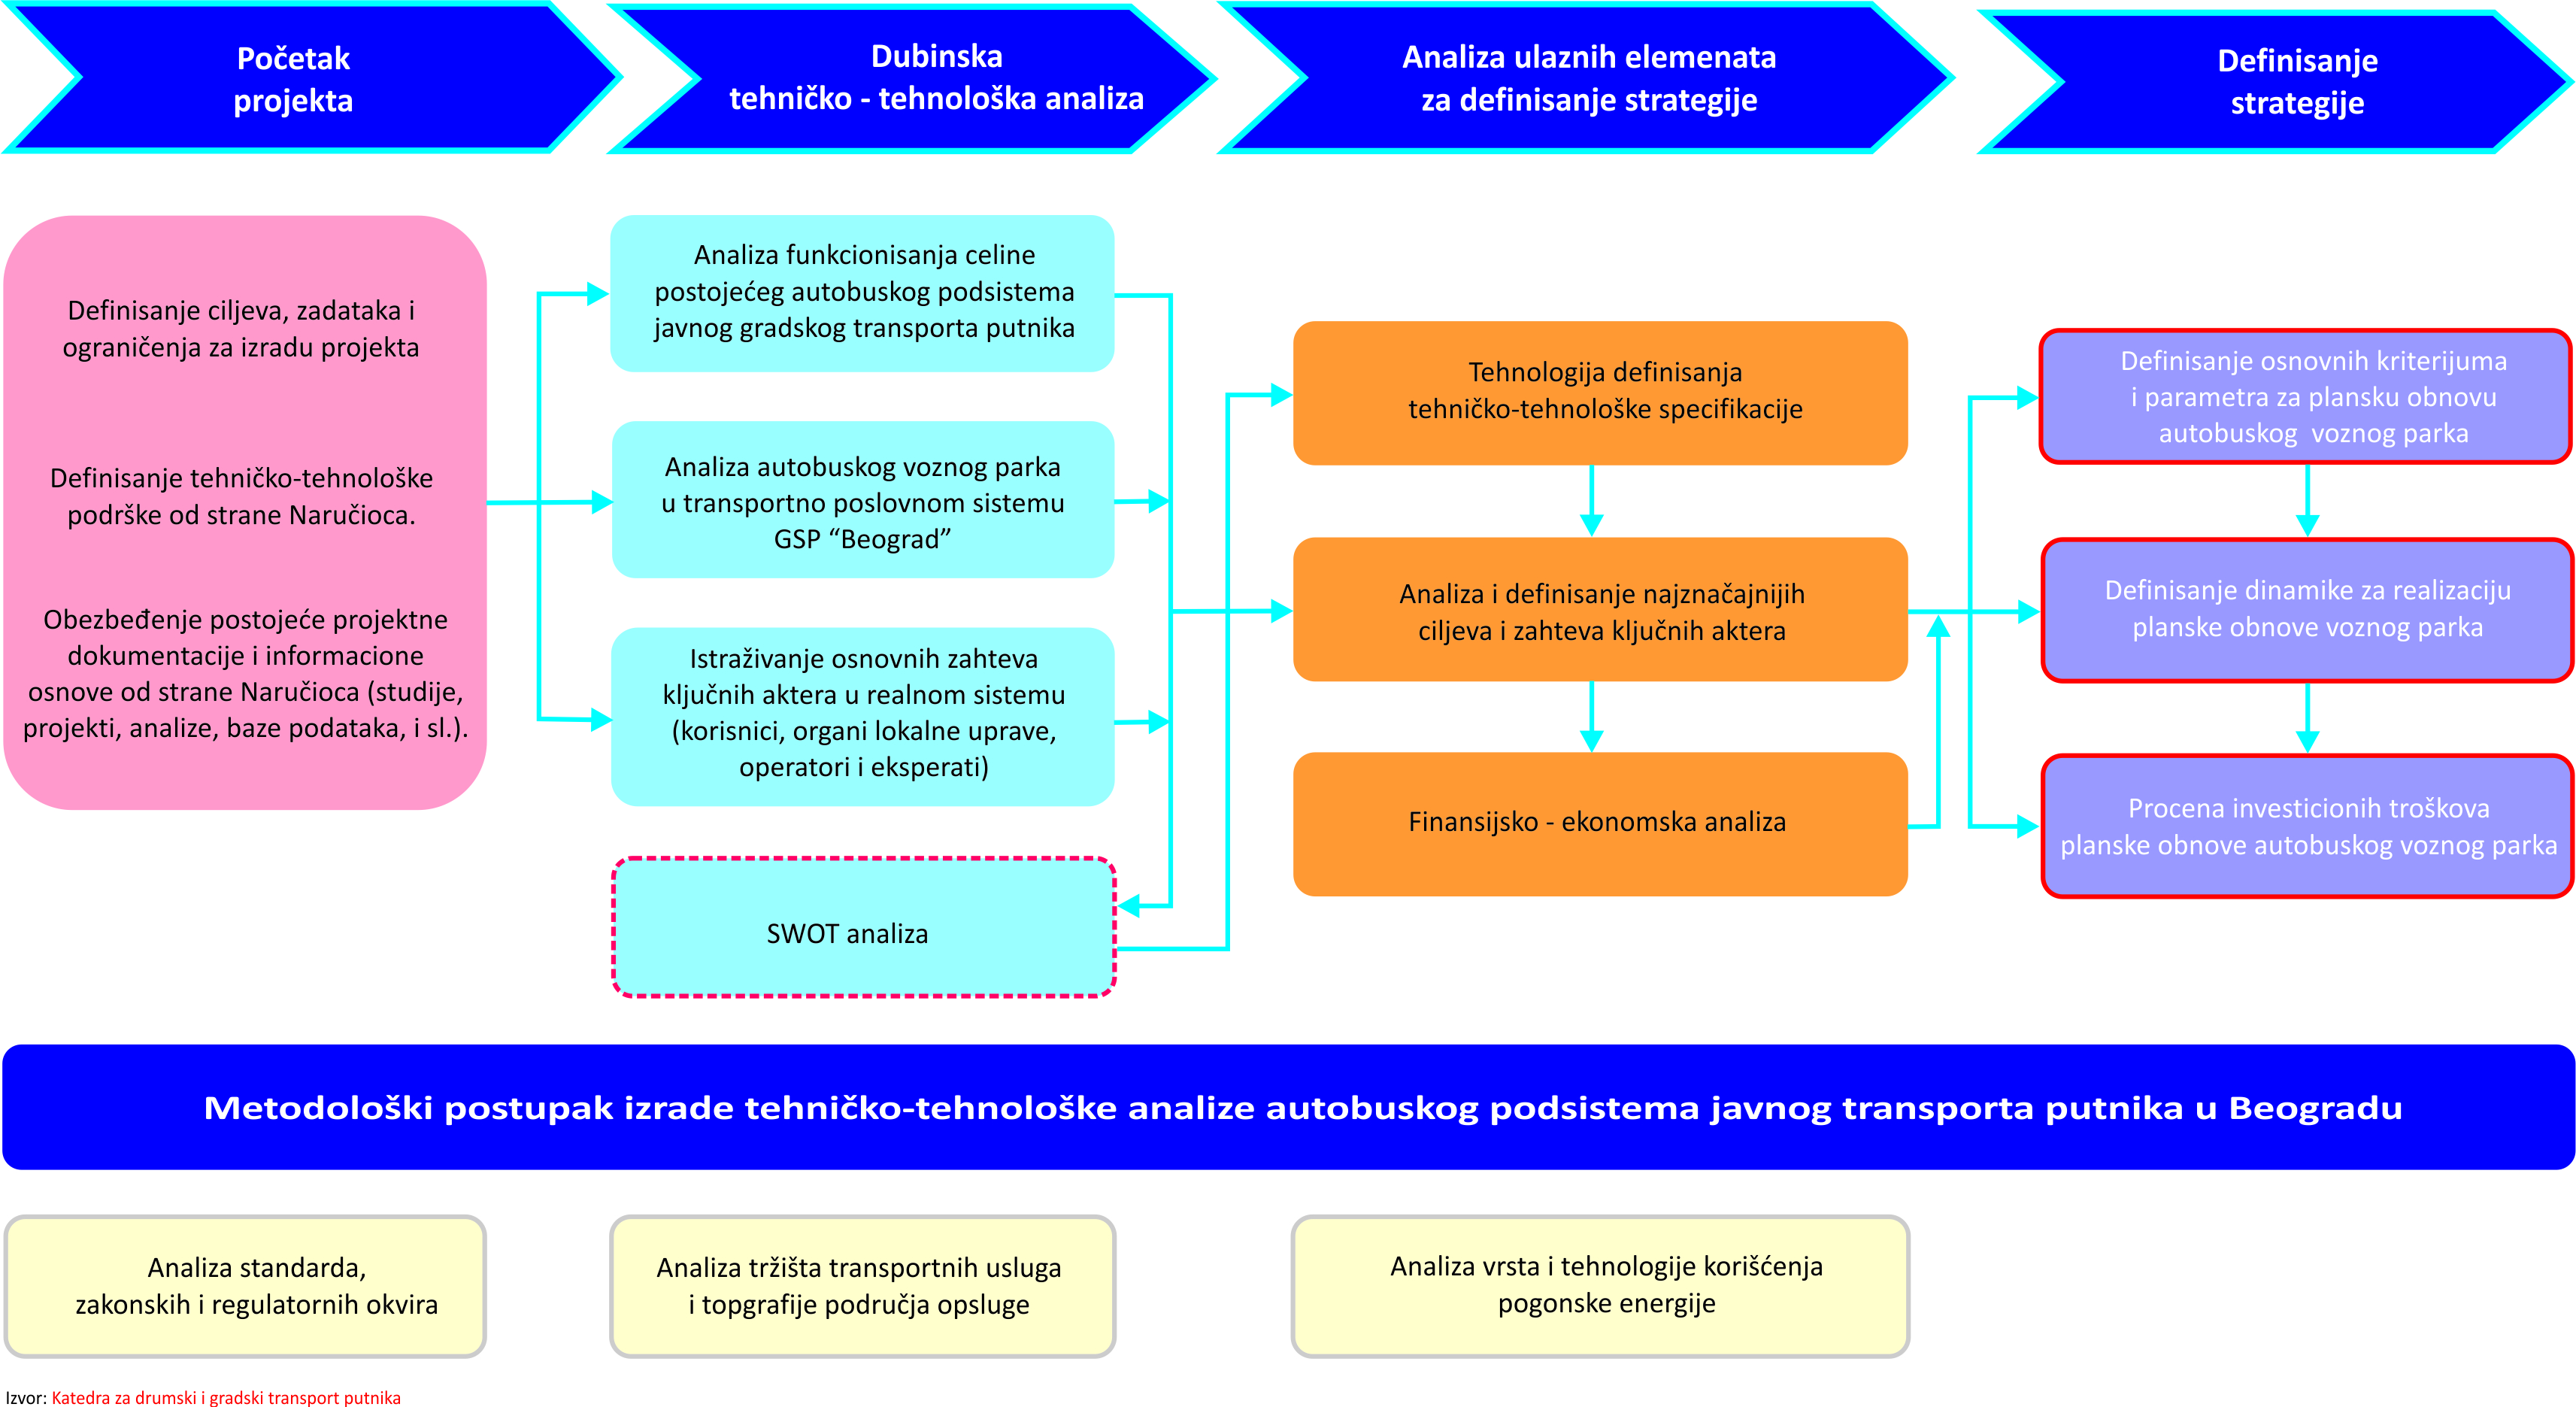 Početak
projekta
Dubinska
tehničko - tehnološka analiza
Analiza ulaznih elemenata
za definisanje strategije
Definisanje
strategije
Definisanje ciljeva, zadataka i
ograničenja za izradu projekta
Definisanje tehničko-tehnološke
podrške od strane Naručioca.
Obezbeđenje postojeće projektne
dokumentacije i informacione
osnove od strane Naručioca (studije,
projekti, analize, baze podataka, i sl.).
Analiza funkcionisanja celine
postojećeg autobuskog podsistema
javnog gradskog transporta putnika
Analiza autobuskog voznog parka
u transportno poslovnom sistemu
GSP “Beograd”
Istraživanje osnovnih zahteva
ključnih aktera u realnom sistemu
(korisnici, organi lokalne uprave,
operatori i eksperati)
SWOT analiza
Tehnologija definisanja
tehničko-tehnološke specifikacije
Analiza i definisanje najznačajnijih
ciljeva i zahteva ključnih aktera
Finansijsko - ekonomska analiza
Definisanje osnovnih kriterijuma
i parametra za plansku obnovu
autobuskog  voznog parka
Definisanje dinamike za realizaciju
planske obnove voznog parka
Procena investicionih troškova
planske obnove autobuskog voznog parka
Metodološki postupak izrade tehničko-tehnološke analize autobuskog podsistema javnog transporta putnika u Beogradu
Analiza standarda,
zakonskih i regulatornih okvira
Analiza tržišta transportnih usluga
i topgrafije područja opsluge
Analiza vrsta i tehnologije korišćenja
pogonske energije
Izvor: Katedra za drumski i gradski transport putnika